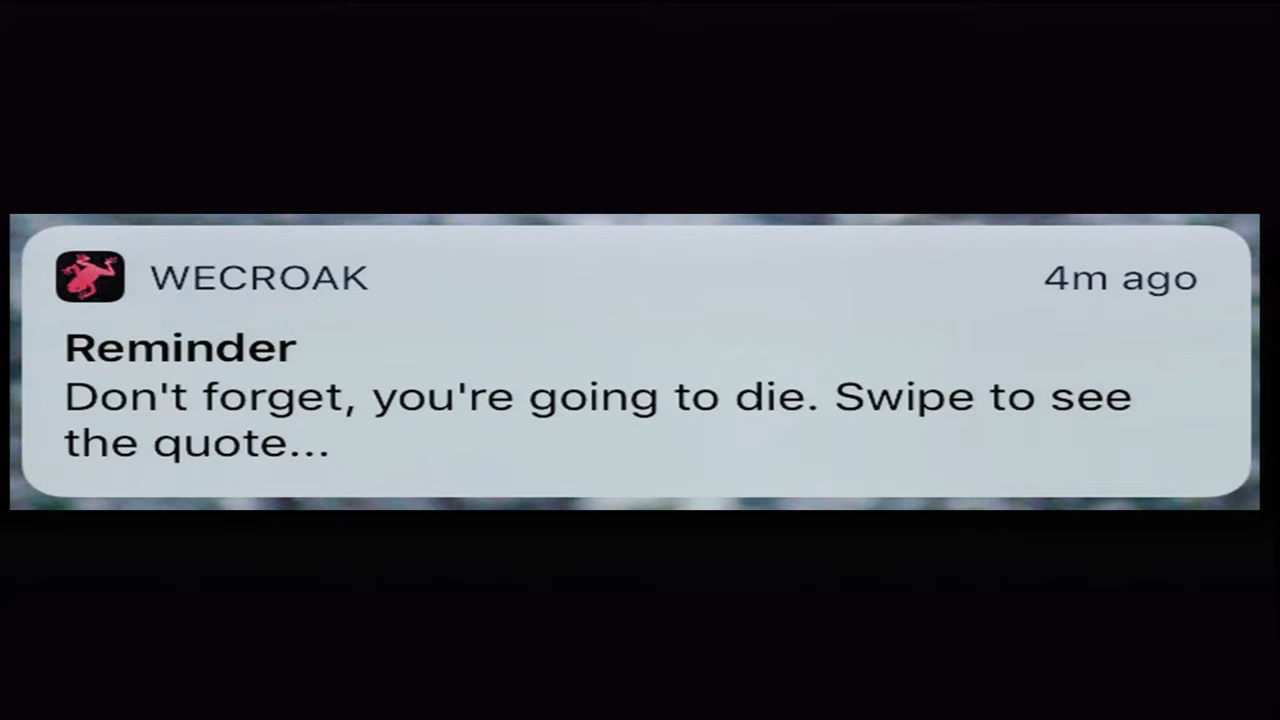 WECROAK
4m ago
Reminder
Don't forget, you're going to die. Swipe to see
the quote...